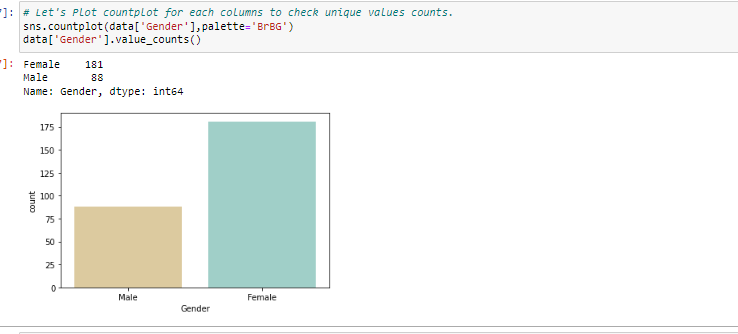 7]: # Let's Plot countplot for each columns to check unique values counts.
sns.countplot(data['Gender'],palette='BrBG')
data['Gender'].value_counts()
7]: Female    181
Male       88
Name: Gender, dtype: int64
175
150
125
100
75
50
25
0
count
Male Female
Gender